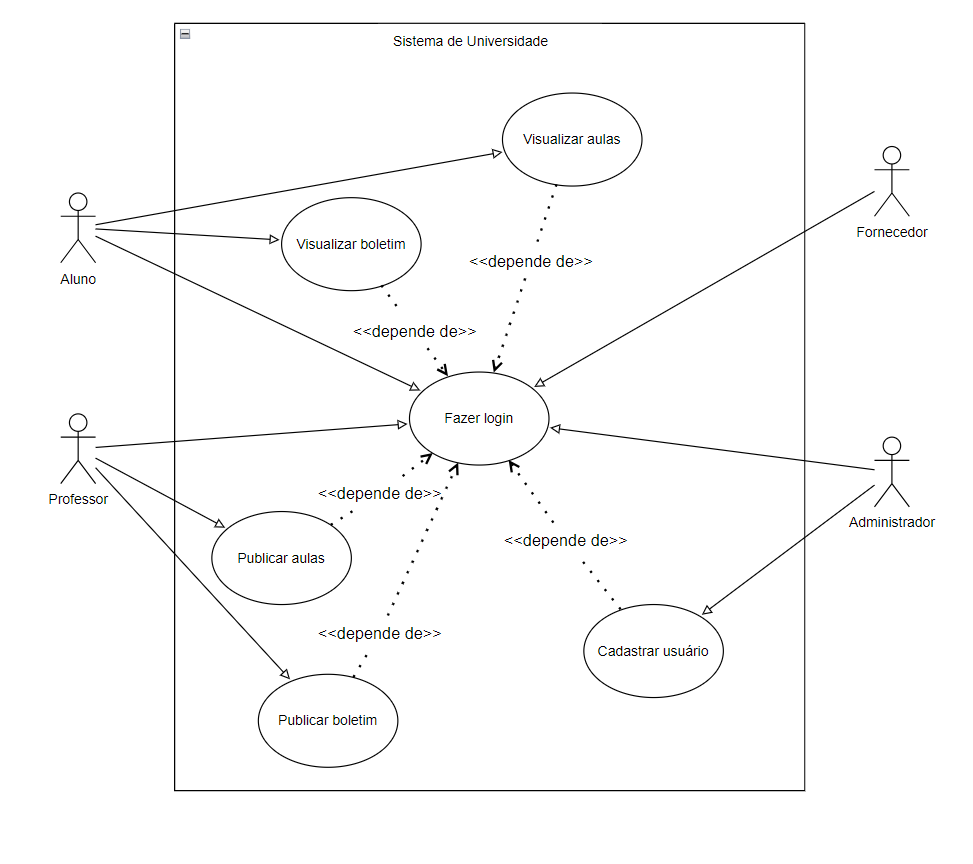 Sistema de Universidade
Visualizar aulas
Fornecedor
Visualizar boletim
<<depende de>>
Aluno
<<depende de>>
Fazer login
Professor
<<depende de>>
Administrador
<<depende de>>
Publicar aulas
<<depende de>>
Cadastrar usuário
Publicar boletim